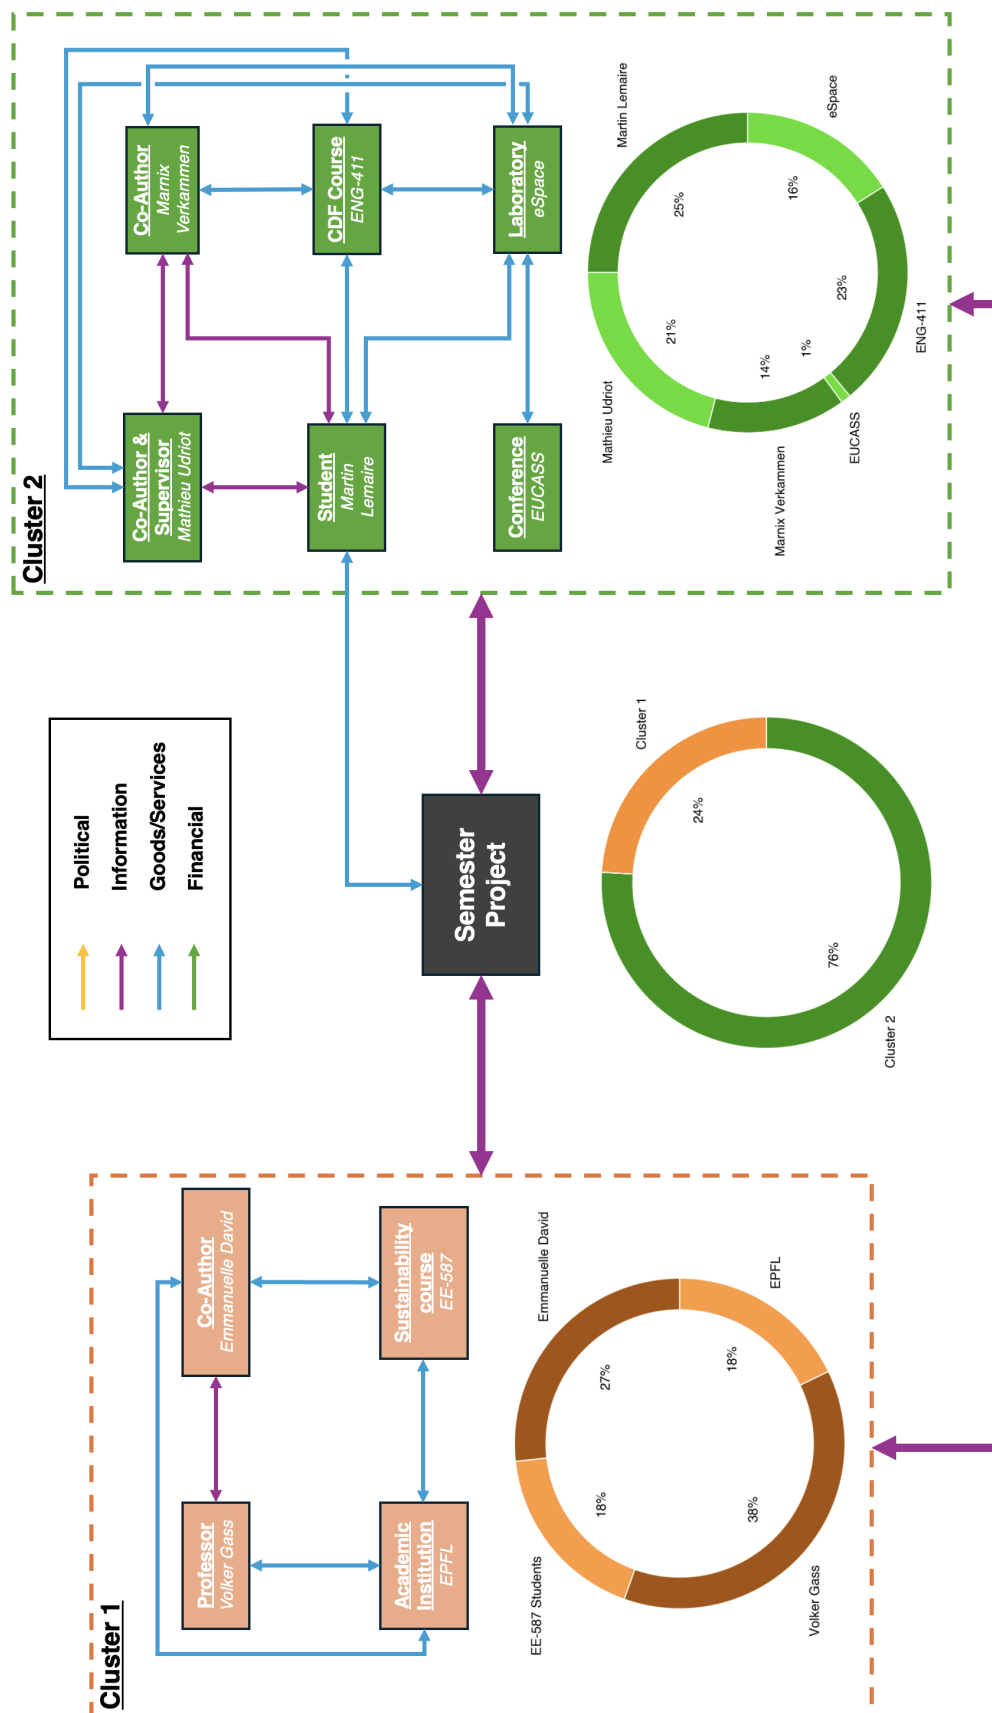 Cluster 1
Professor
Volker Gass
Co-Author
Emmanuelle David
Academic
Institution
EPFL
Sustainability
course
EE-587
EE-587 Students
Emmanuelle David
18%
27%
38%
18%
Volker Gass
EPFL
Political
Information
Goods/Services
Financial
Semester
Project
Cluster 1
24%
76%
Cluster 2
Cluster 2
Co-Author &
Supervisor
Mathieu Udriot
Co-Author
Marnix
Verkammen
Student
Martin
Lemaire
CDF Course
ENG-411
Conference
EUCASS
Laboratory
eSpace
Mathieu Udriot
Martin Lemaire
21%
25%
14%
1%
23%
16%
Marnix Verkammen
EUCASS
ENG-411
eSpace